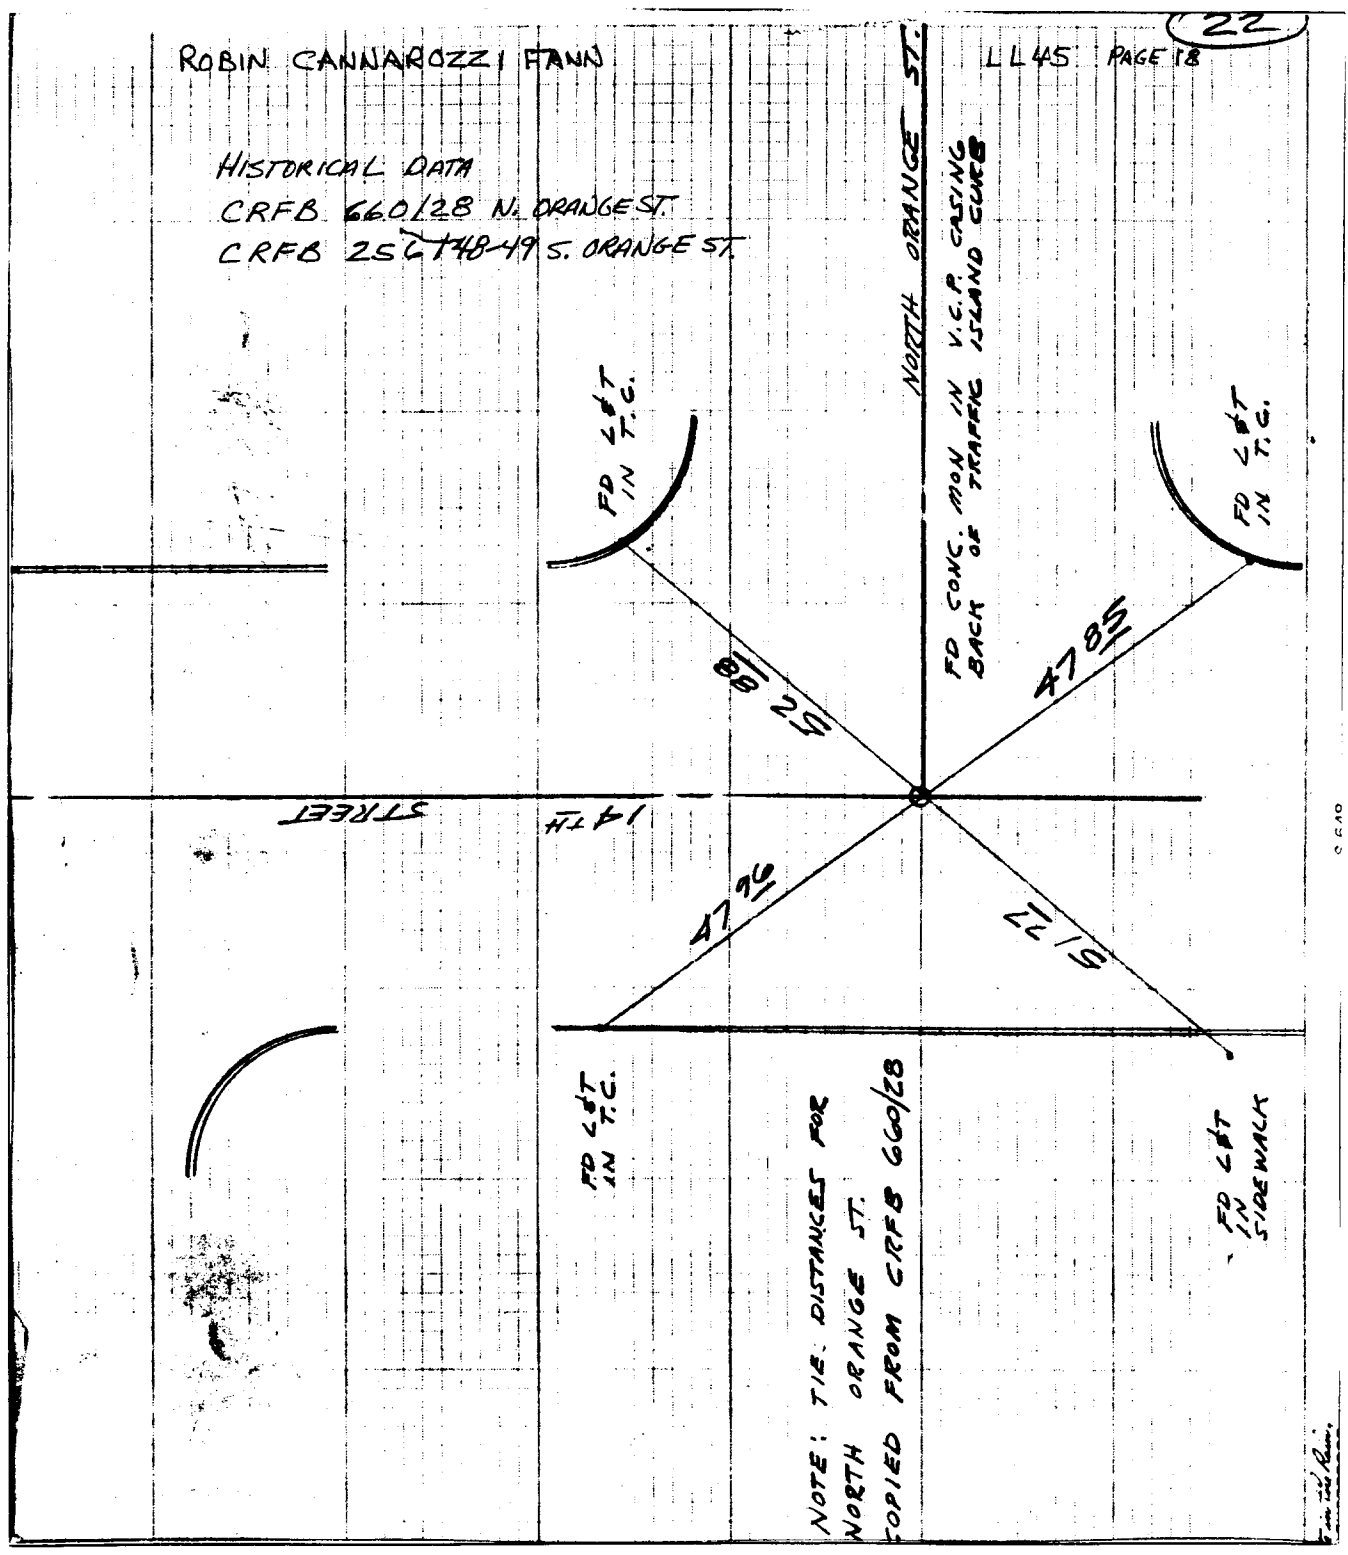 22
ROBIN CANNAROZZI FANN
LL45 PAGE 18
HISTORICAL DATA
CRFB 660/28 N. ORANGE ST.
CRFB 256/48-49 S. ORANGE ST.
NORTH ORANGE ST.
FD CONC. MON IN V.C.P. CASING
BACK OF TRAFFIC ISLAND CURB
FD L&T
IN T.C.
FD L&T
IN T.C.
52 88
47 85
14TH STREET
47 96
51 77
FD L&T
IN T.C.
FD L&T
IN
SIDEWALK
NOTE: TIE DISTANCES FOR
NORTH ORANGE ST.
COPIED FROM CRFB 660/28